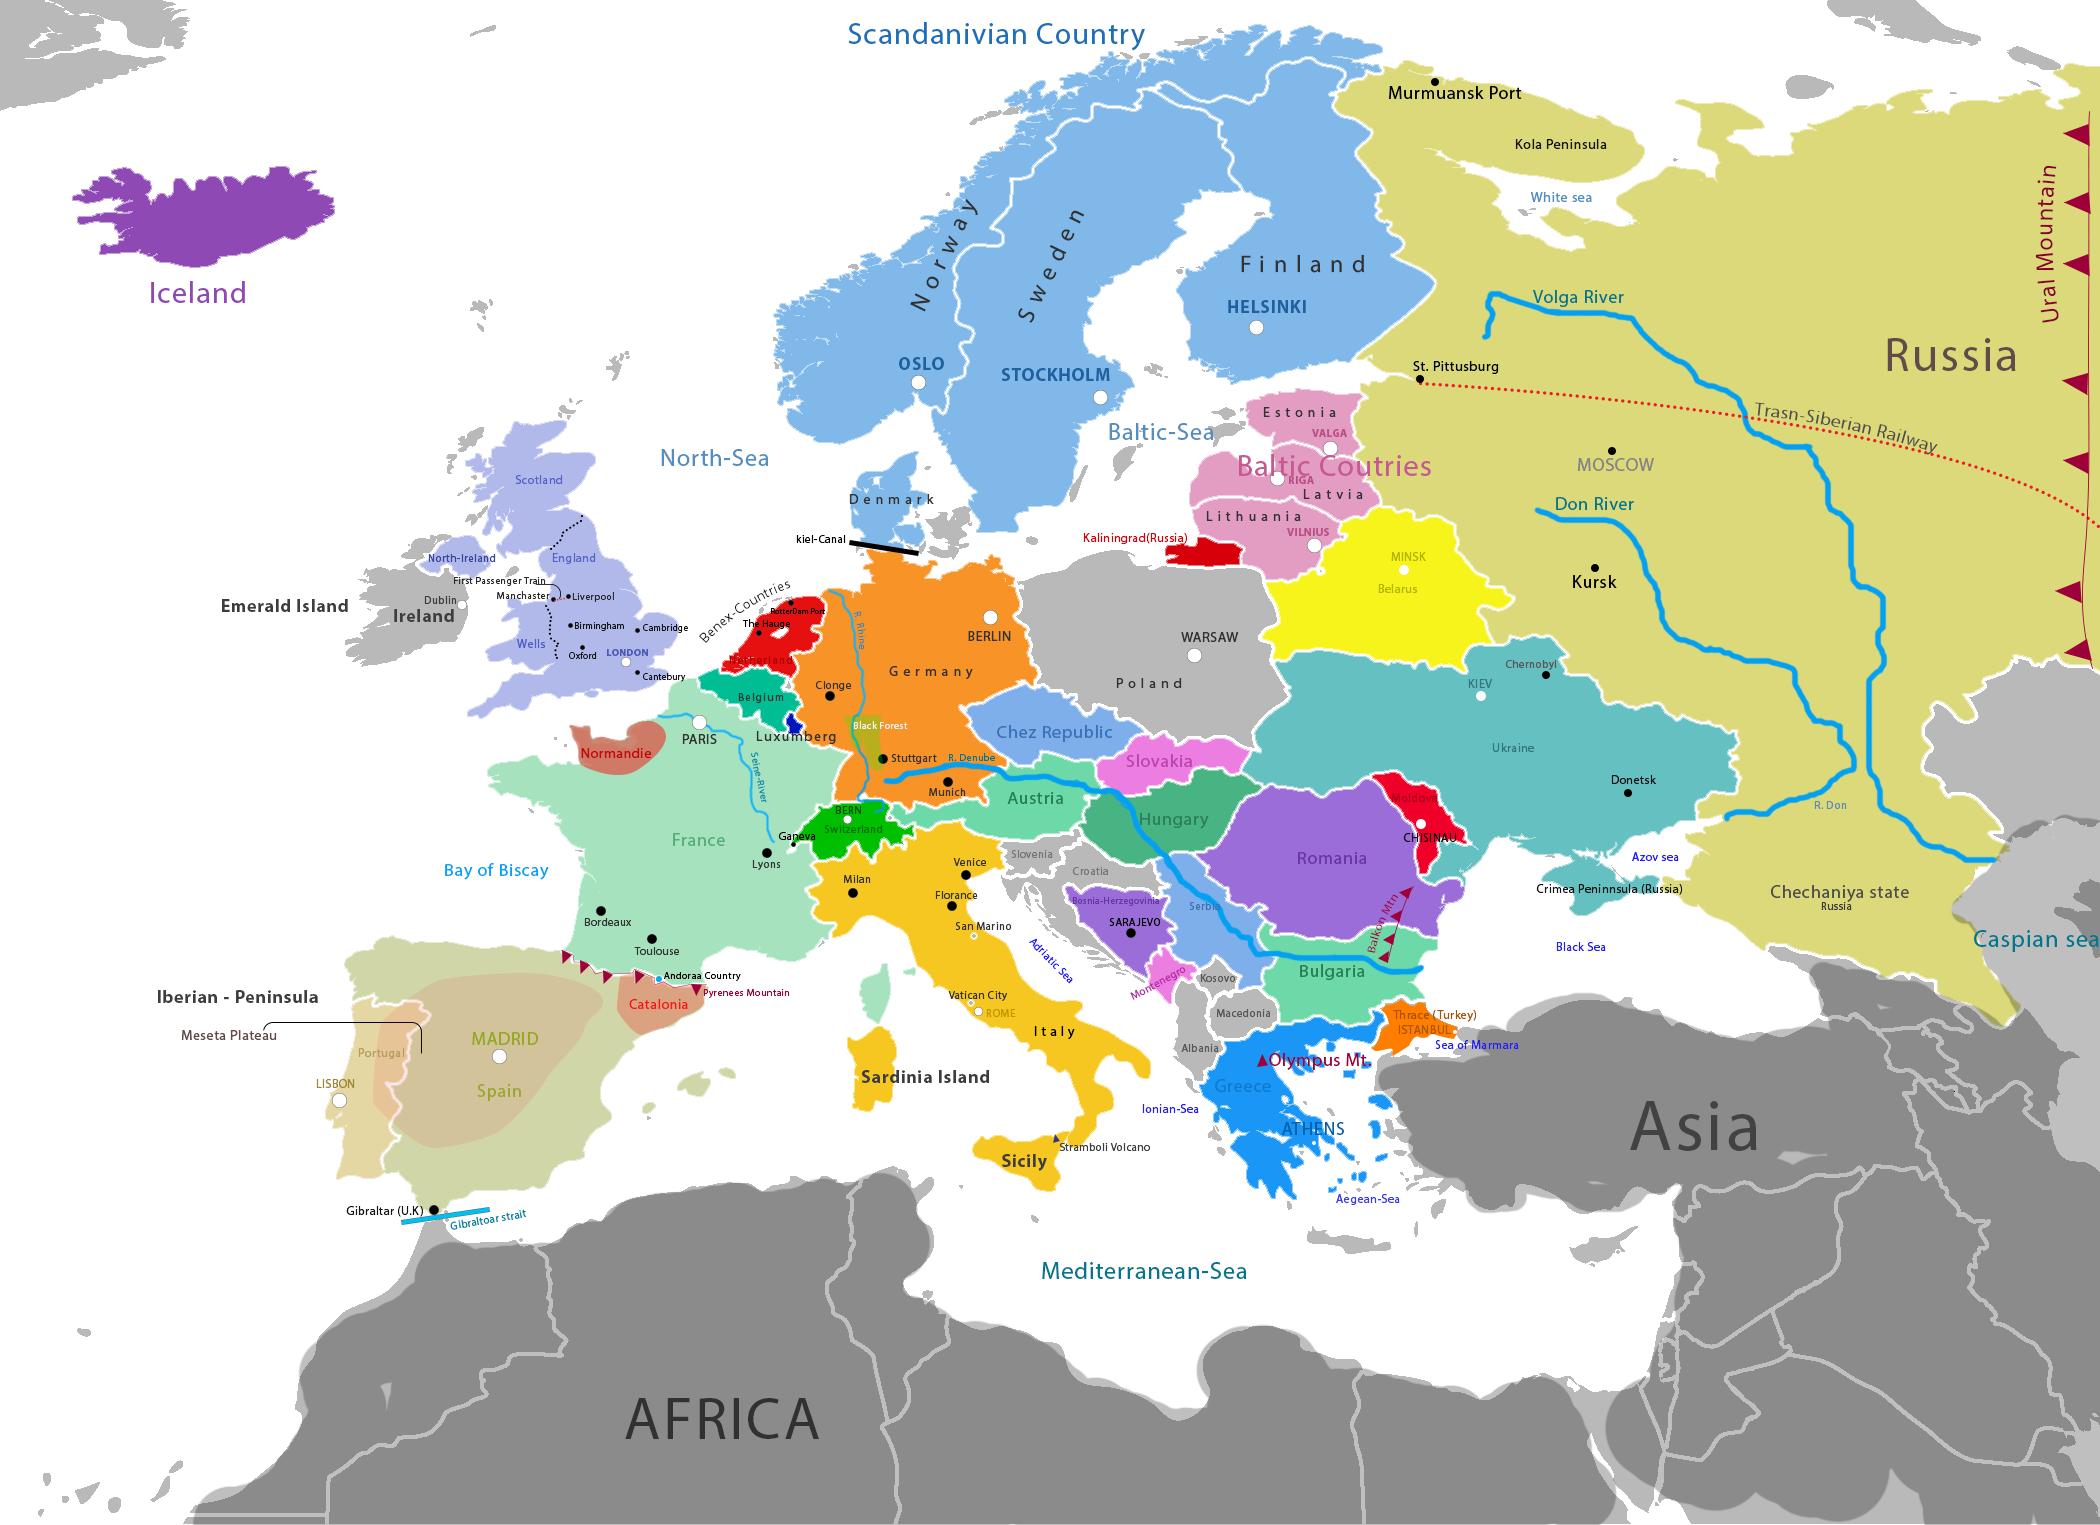 Scandanivian Country
Murmuansk Port
Kola Peninsula
White sea
Ural Mountain
Iceland
Norway
Sweden
Finland
HELSINKI
Volga River
Russia
OSLO
STOCKHOLM
St. Pittusburg
Trasn-Siberian Railway
Estonia
VALGA
Baltic-Sea
North-Sea
Baltic Coutries
RIGA
Latvia
MOSCOW
Scotland
Denmark
Lithuania
VILNIUS
Don River
kiel-Canal
Kaliningrad(Russia)
North-Ireland
England
MINSK
Belarus
Kursk
First Passenger Train
Manchaster
Liverpool
Emerald Island
Dublin
Ireland
Benex-Countries
RotterDam Port
The Hauge
R. Rhine
BERLIN
WARSAW
Birmingham
Cambridge
Wells
Oxford
LONDON
Cantebury
Netherland
Germany
Poland
Chernobyl
KIEV
Clonge
Belgium
Luxumberg
Black Forest
PARIS
Chez Republic
Normandie
Seine-River
Stuttgart
R. Denube
Slovakia
Ukraine
Donetsk
Munich
Austria
Moldova
R. Don
BERN
Switzerland
Hungary
CHISINAU
France
Ganeva
Lyons
Slovenia
Venice
Romania
Azov sea
Bay of Biscay
Milan
Croatia
Crimea Peninnsula (Russia)
Chechaniya state
Russia
Florance
Bosnia-Herzegovinia
Serbia
Bordeaux
San Marino
SARAJEVO
Balkon Mtn
Toulouse
Adriatic Sea
Black Sea
Caspian sea
Andoraa Country
Bulgaria
Montenegro
Kosovo
Iberian - Peninsula
Catalonia
Pyrenees Mountain
Vatican City
ROME
Macedonia
Thrace (Turkey)
ISTANBUL
Meseta Plateau
MADRID
Portugal
Italy
Albania
Sea of Marmara
Olympus Mt.
Sardinia Island
Greece
LISBON
Spain
Ionian-Sea
ATHENS
Asia
Stramboli Volcano
Sicily
Aegean-Sea
Gibraltar (U.K)
Gibraltoar strait
Mediterranean-Sea
AFRICA